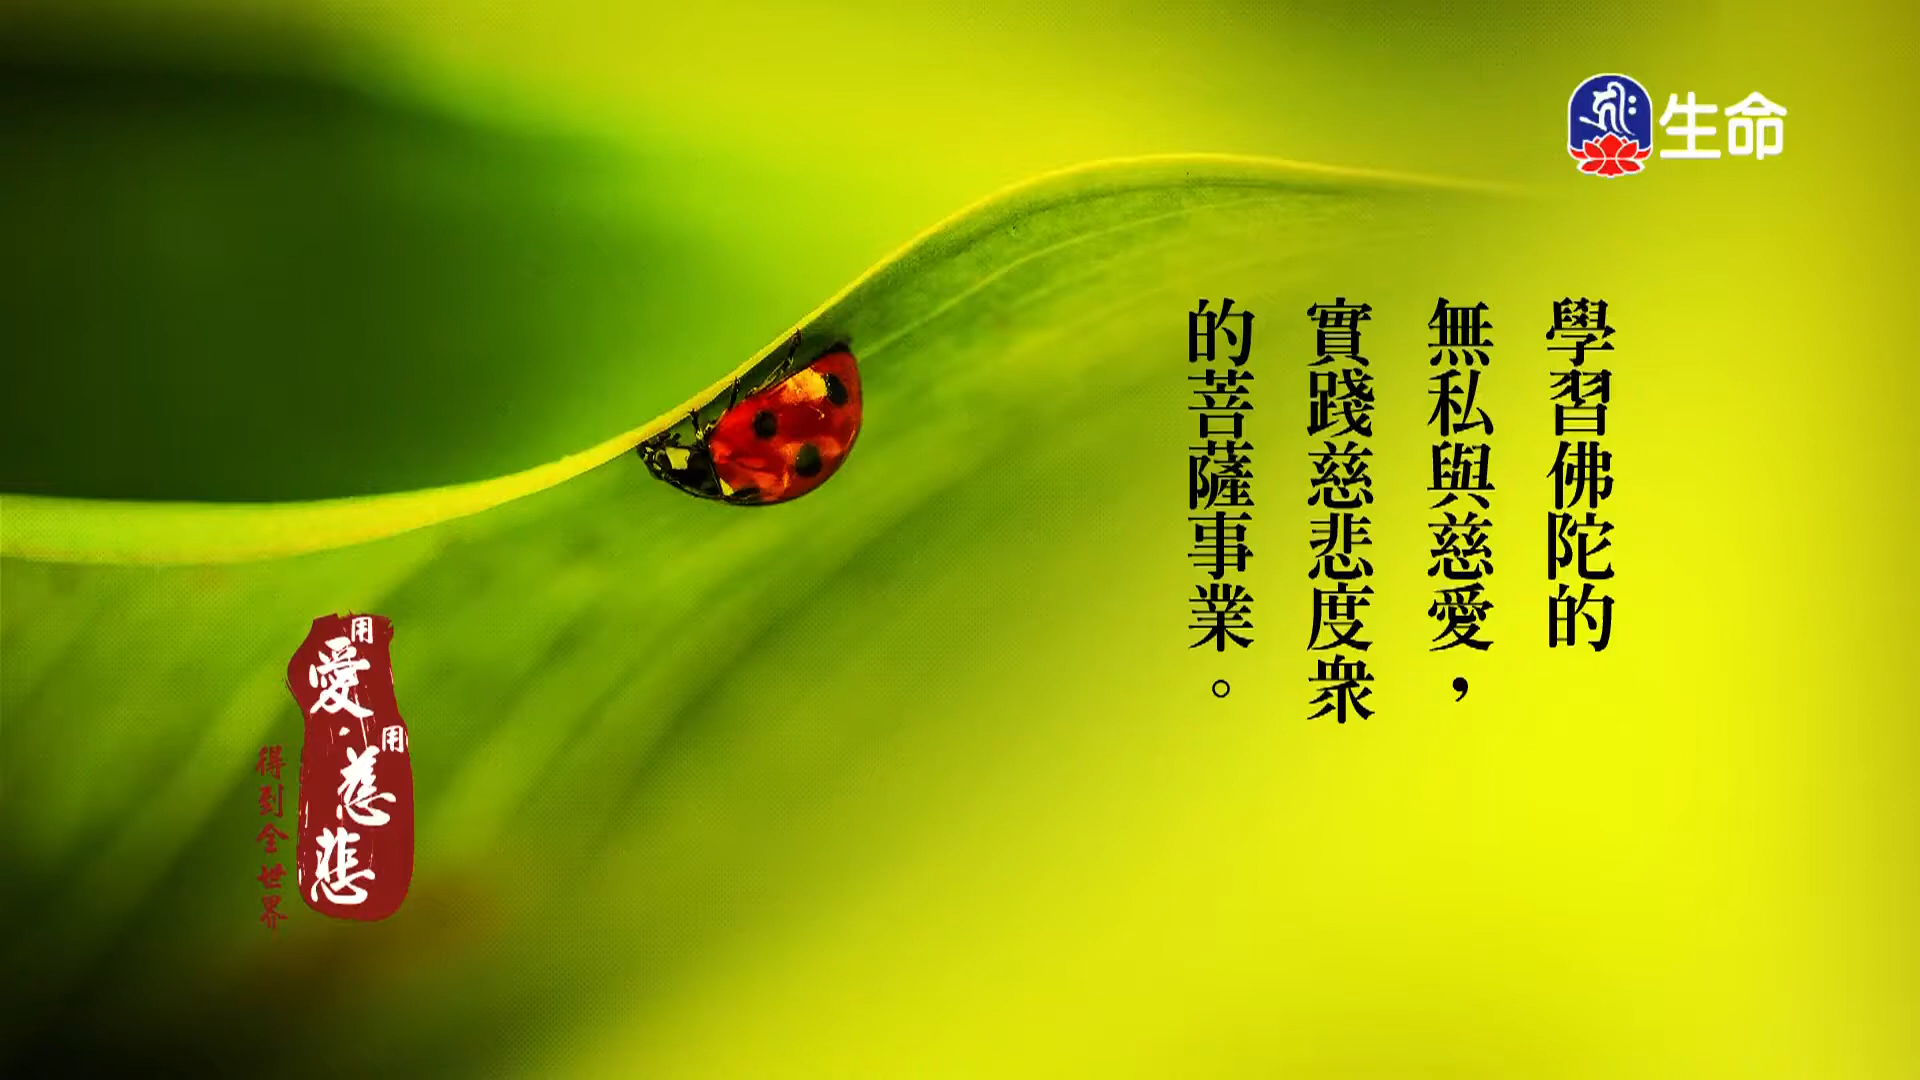 生命
學習佛陀的
無私與慈愛，
實踐慈悲度眾
的菩薩事業。
用愛·用慈悲
得到全世界